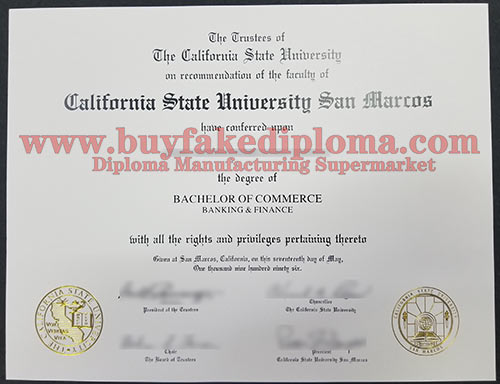 The Trustees of
The California State University
on recommendation of the faculty of
California State University San Marcos
have conferred upon
www.buyfakediploma.com
Diploma Manufacturing Supermarket
the degree of
BACHELOR OF COMMERCE
BANKING & FINANCE
with all the rights and privileges pertaining thereto
Given at San Marcos, California, on this seventeenth day of May,
One thousand nine hundred ninety six.
President of the Trustees
Chancellor
The California State University
Chair
The Board of Trustees
President
California State University San Marcos
VOX
VERITAS
VITA